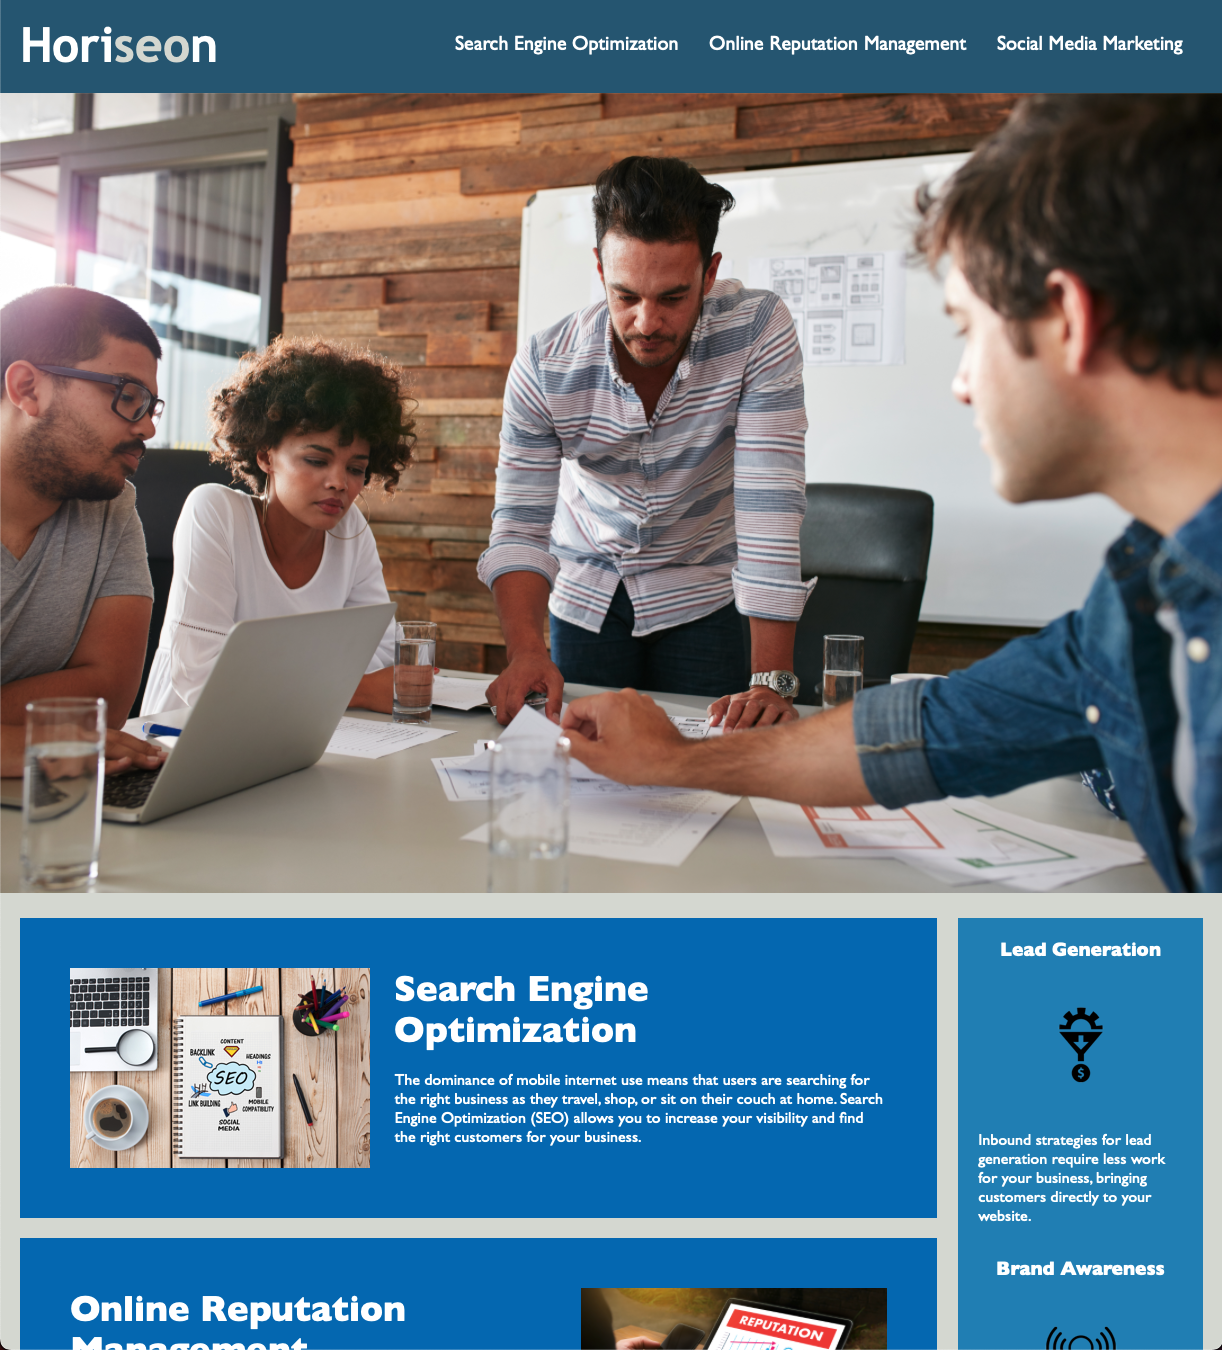 Horiseon
Search Engine Optimization
Online Reputation Management
Social Media Marketing
CONTENT
BACKLINK
HEADINGS
SEO
LINK BUILDING
MOBILE
COMPATIBILITY
SOCIAL
MEDIA
Search Engine
Optimization
The dominance of mobile internet use means that users are searching for
the right business as they travel, shop, or sit on their couch at home. Search
Engine Optimization (SEO) allows you to increase your visibility and find
the right customers for your business.
Online Reputation
Management
REPUTATION
Lead Generation
$
Inbound strategies for lead
generation require less work
for your business, bringing
customers directly to your
website.
Brand Awareness